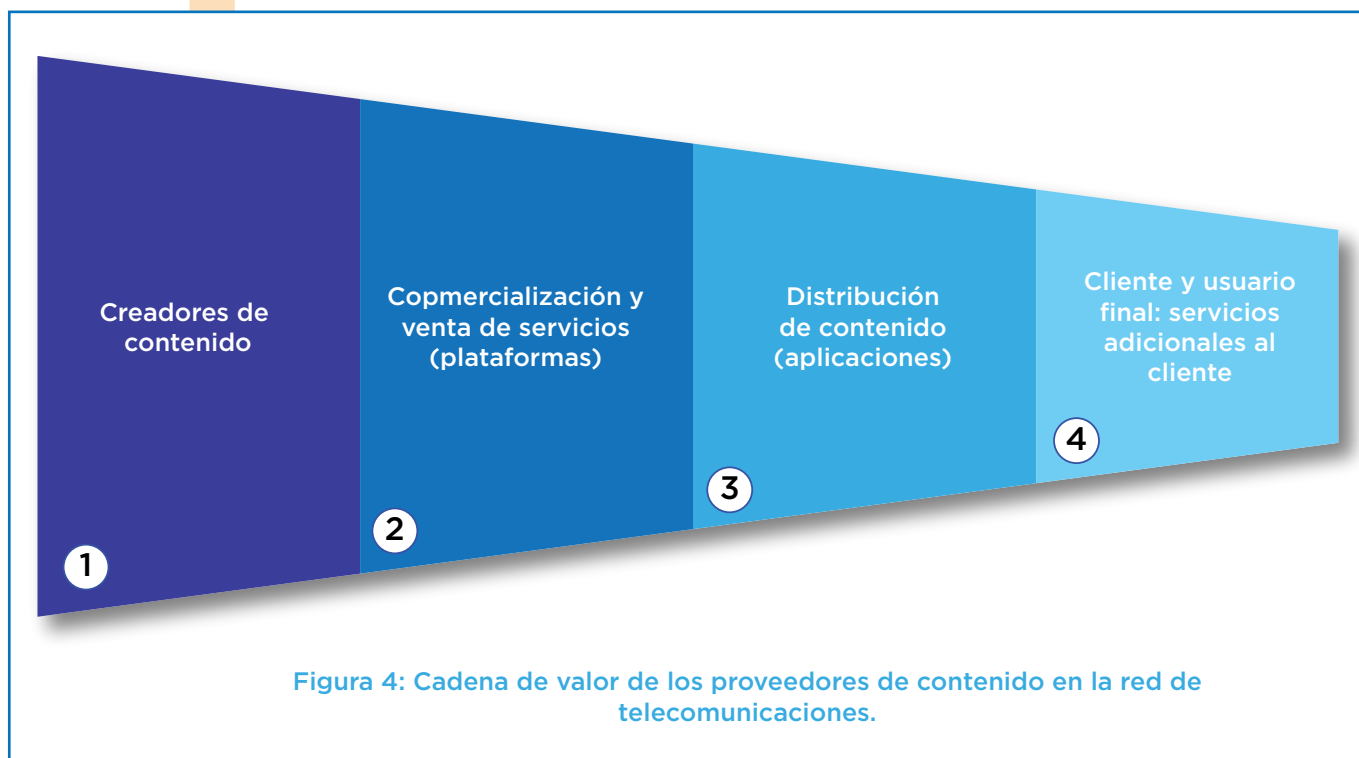 Creadores de
contenido
1
Copmercialización y
venta de servicios
(plataformas)
2
Distribución
de contenido
(aplicaciones)
3
Cliente y usuario
final: servicios
adicionales al
cliente
4
Figura 4: Cadena de valor de los proveedores de contenido en la red de
telecomunicaciones.